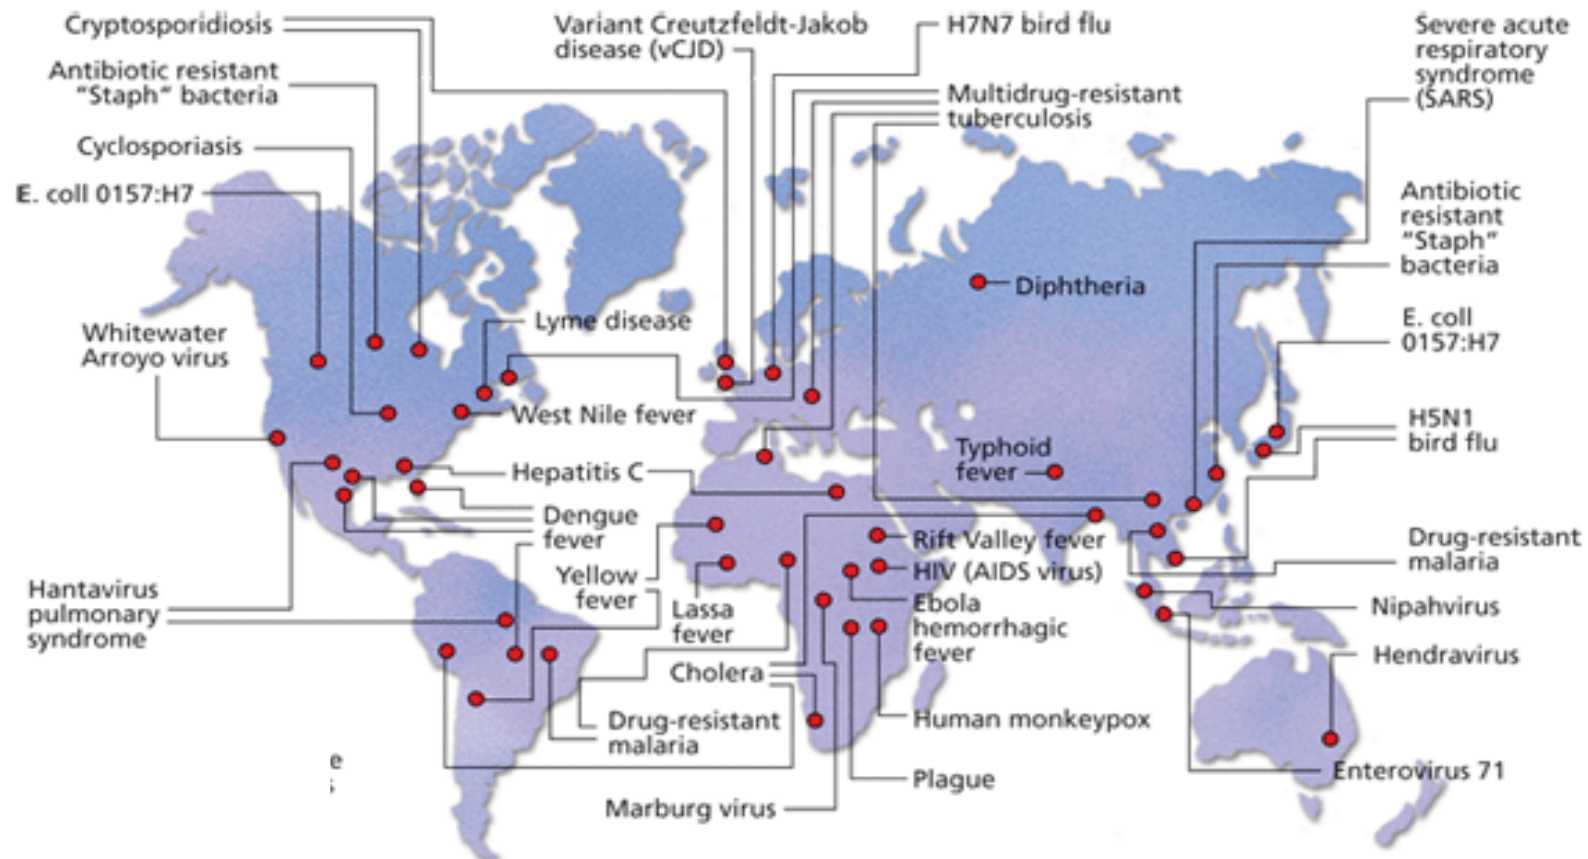 Cryptosporidiosis
Variant Creutzfeldt-Jakob
disease (vCJD)
H7N7 bird flu
Severe acute
respiratory
syndrome
(SARS)
Antibiotic resistant
"Staph" bacteria
Multidrug-resistant
tuberculosis
Cyclosporiasis
E. coll 0157:H7
Antibiotic
resistant
"Staph"
bacteria
Diphtheria
Lyme disease
Whitewater
Arroyo virus
E. coll
0157:H7
West Nile fever
H5N1
bird flu
Typhoid
fever
Hepatitis C
Dengue
fever
Rift Valley fever
Drug-resistant
malaria
HIV (AIDS virus)
Yellow
fever
Hantavirus
pulmonary
syndrome
Lassa
fever
Ebola
hemorrhagic
fever
Nipahvirus
Hendravirus
Cholera
Drug-resistant
malaria
Human monkeypox
e
Enterovirus 71
Plague
Marburg virus